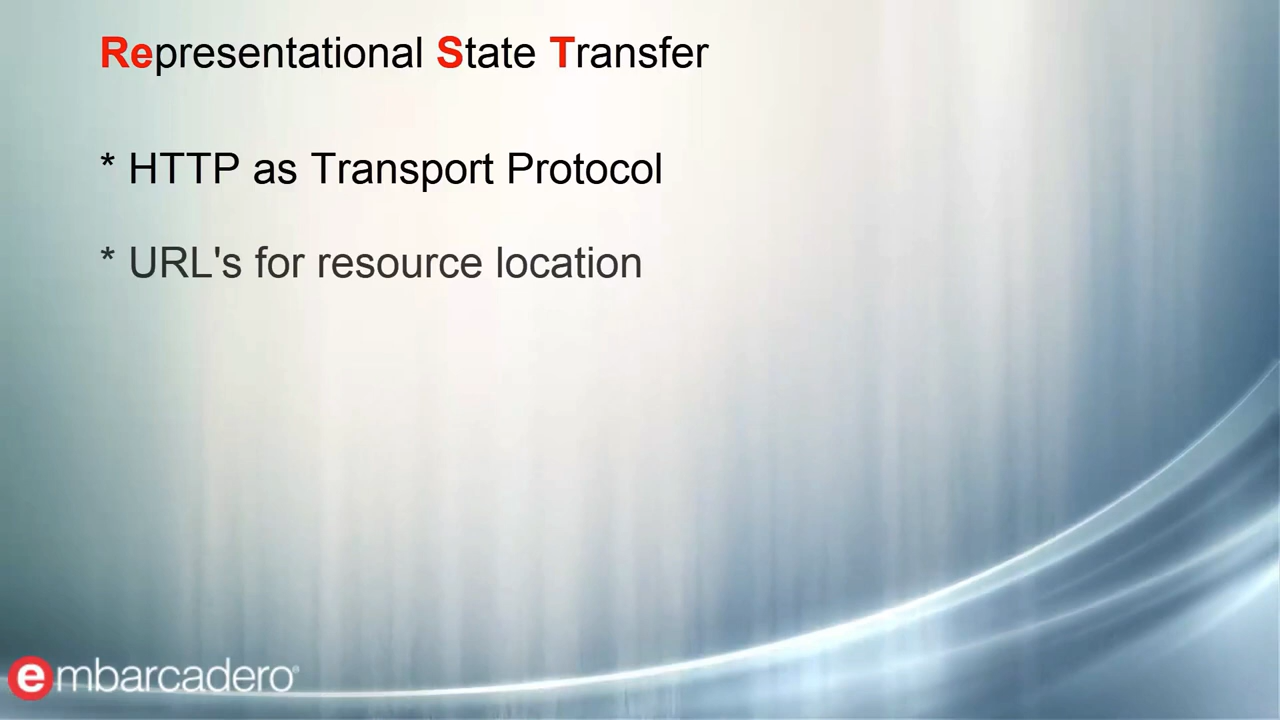 Representational State Transfer
* HTTP as Transport Protocol
* URL's for resource location
embarcadero®